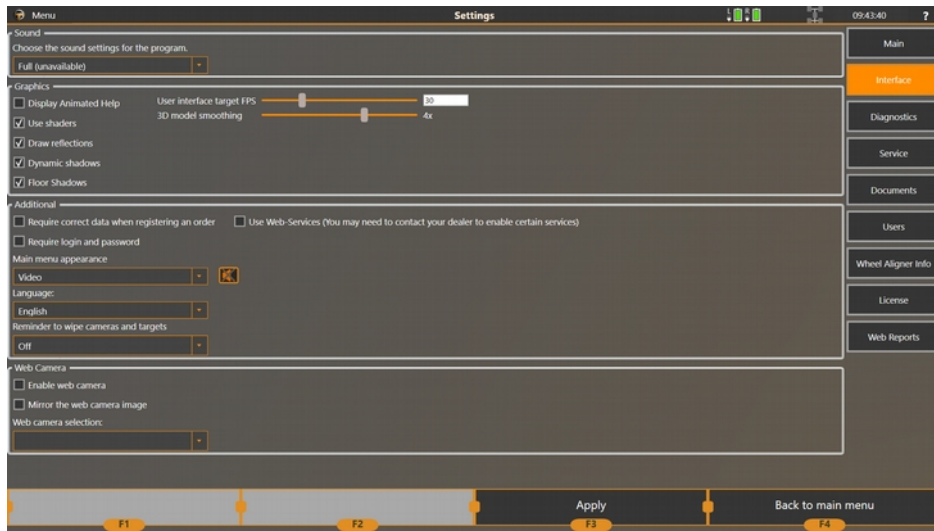 Menu
Settings
L R
09:43:40 ?
Sound
Choose the sound settings for the program.
Full (unavailable)
Graphics
Display Animated Help
User interface target FPS
30
Use shaders
3D model smoothing
4x
Draw reflections
Dynamic shadows
Floor Shadows
Additional
Require correct data when registering an order
Use Web-Services (You may need to contact your dealer to enable certain services)
Require login and password
Main menu appearance
Video
Language:
English
Reminder to wipe cameras and targets
Off
Web Camera
Enable web camera
Mirror the web camera image
Web camera selection:
Main
Interface
Diagnostics
Service
Documents
Users
Wheel Aligner Info
License
Web Reports
F1
F2
Apply
F3
Back to main menu
F4